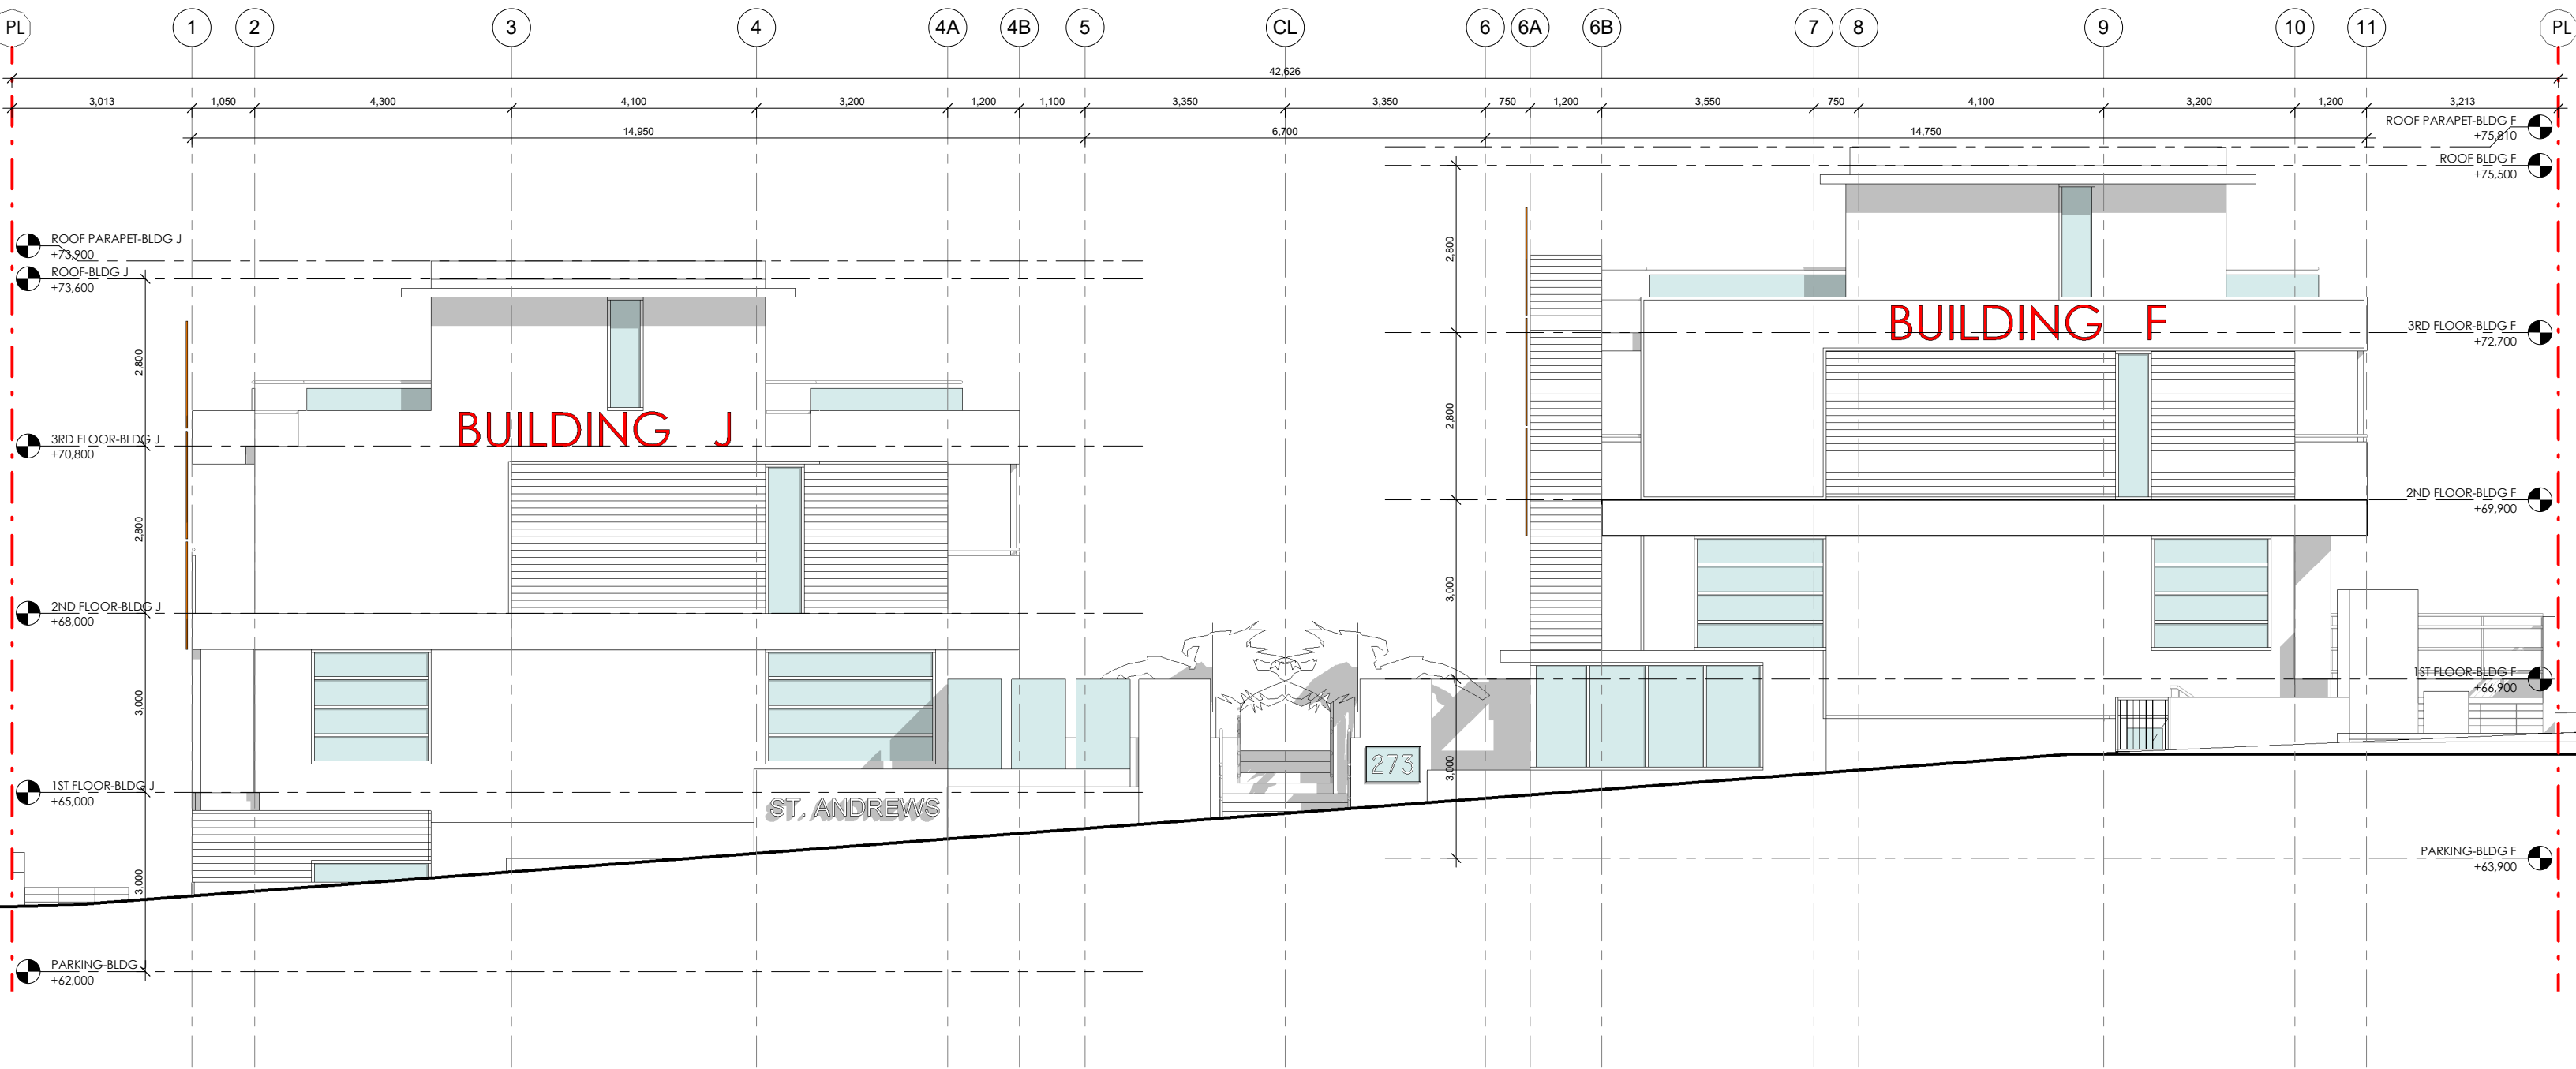 PL 1 2 3 4 4A 4B 5 CL 6 6A 6B 7 8 9 10 11 PL
42,626
3,013 1,050 4,300 4,100 3,200 1,200 1,100 3,350 3,350 750 1,200 3,550 750 4,100 3,200 1,200 3,213
14,950 6,700 14,750
ROOF PARAPET-BLDG F
+75,810
ROOF BLDG F
+75,500
ROOF PARAPET-BLDG J
+73,900
ROOF-BLDG J
+73,600
2,800
BUILDING F
3RD FLOOR-BLDG F
+72,700
2,800
BUILDING J
3RD FLOOR-BLDG J
+70,800
2,800
2ND FLOOR-BLDG F
+69,900
2,800
3,000
2ND FLOOR-BLDG J
+68,000
1ST FLOOR-BLDG F
+66,900
3,000
273
3,000
1ST FLOOR-BLDG J
+65,000
ST. ANDREWS
PARKING-BLDG F
+63,900
3,000
PARKING-BLDG J
+62,000